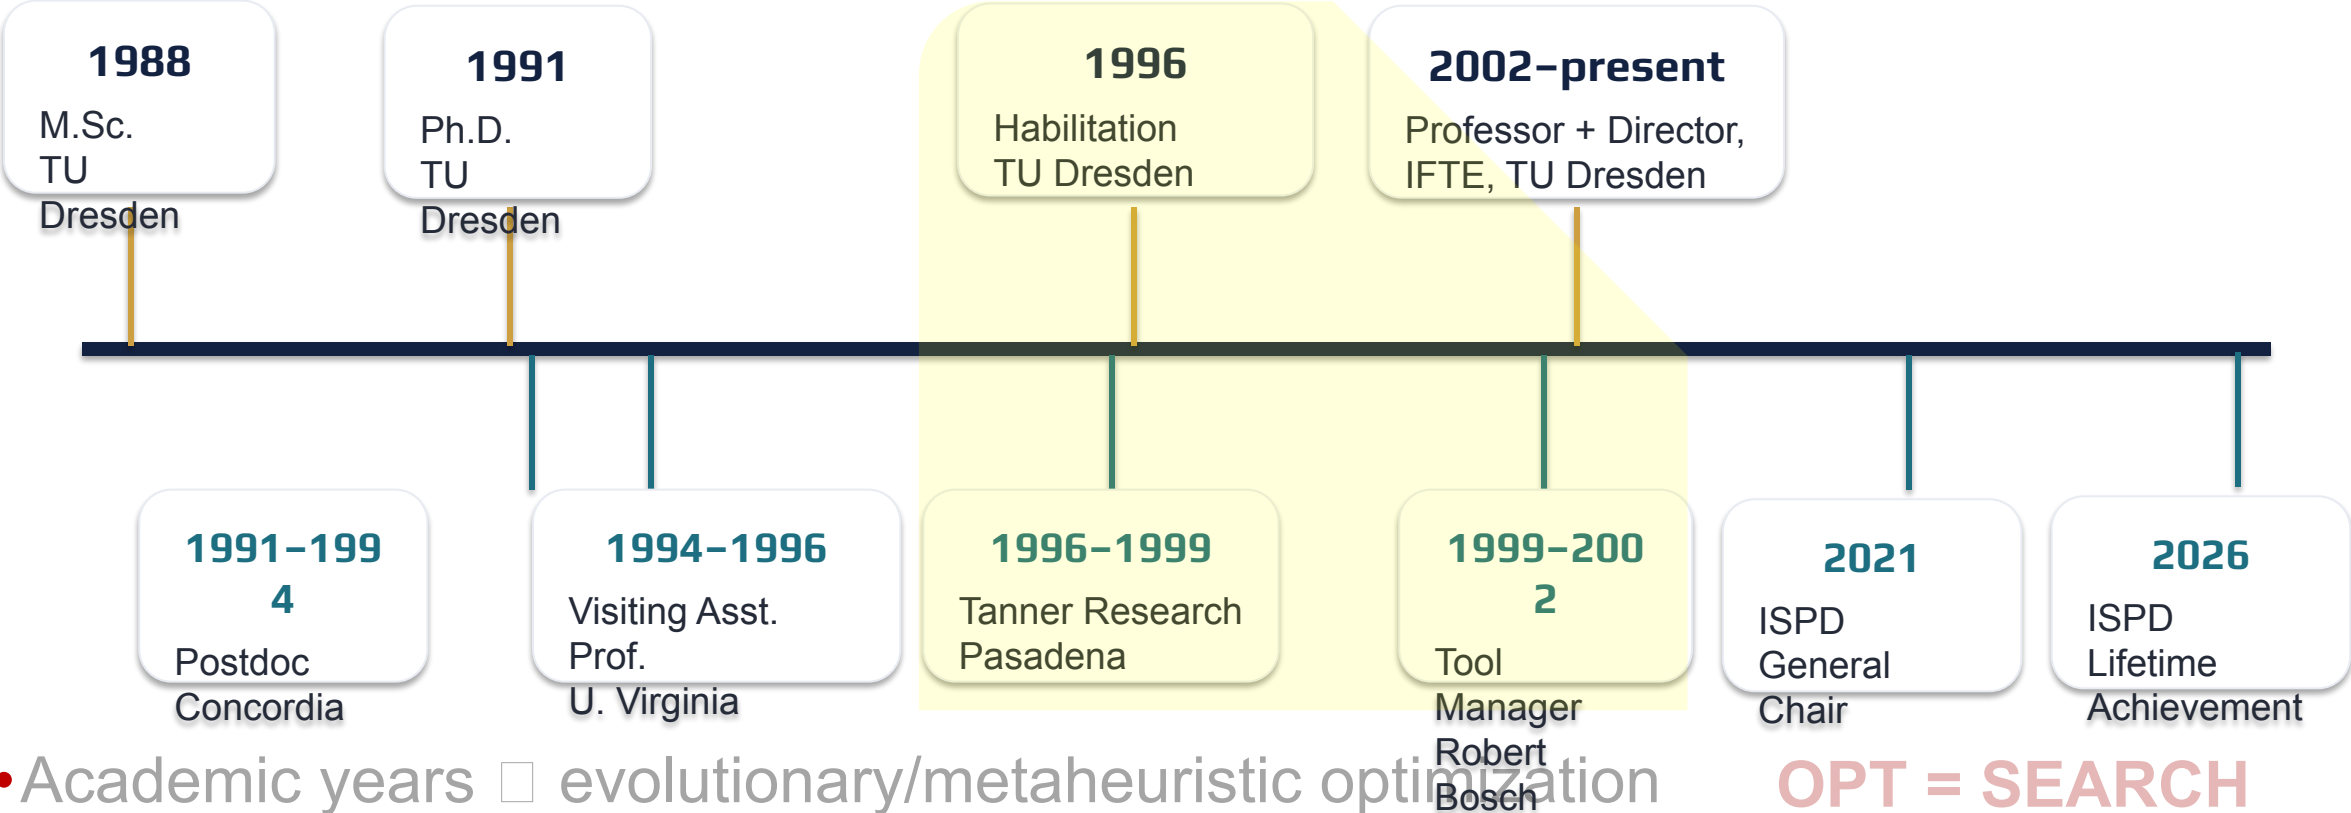 1988
M.Sc.
TU
Dresden
1991
Ph.D.
TU
Dresden
1996
Habilitation
TU Dresden
2002–present
Professor + Director,
IFTE, TU Dresden
1991–199
4
Postdoc
Concordia
1994–1996
Visiting Asst.
Prof.
U. Virginia
1996–1999
Tanner Research
Pasadena
1999–200
2
Tool
Manager
Robert
Bosch
2021
ISPD
General
Chair
2026
ISPD
Lifetime
Achievement
•Academic years □ evolutionary/metaheuristic optimization
OPT = SEARCH